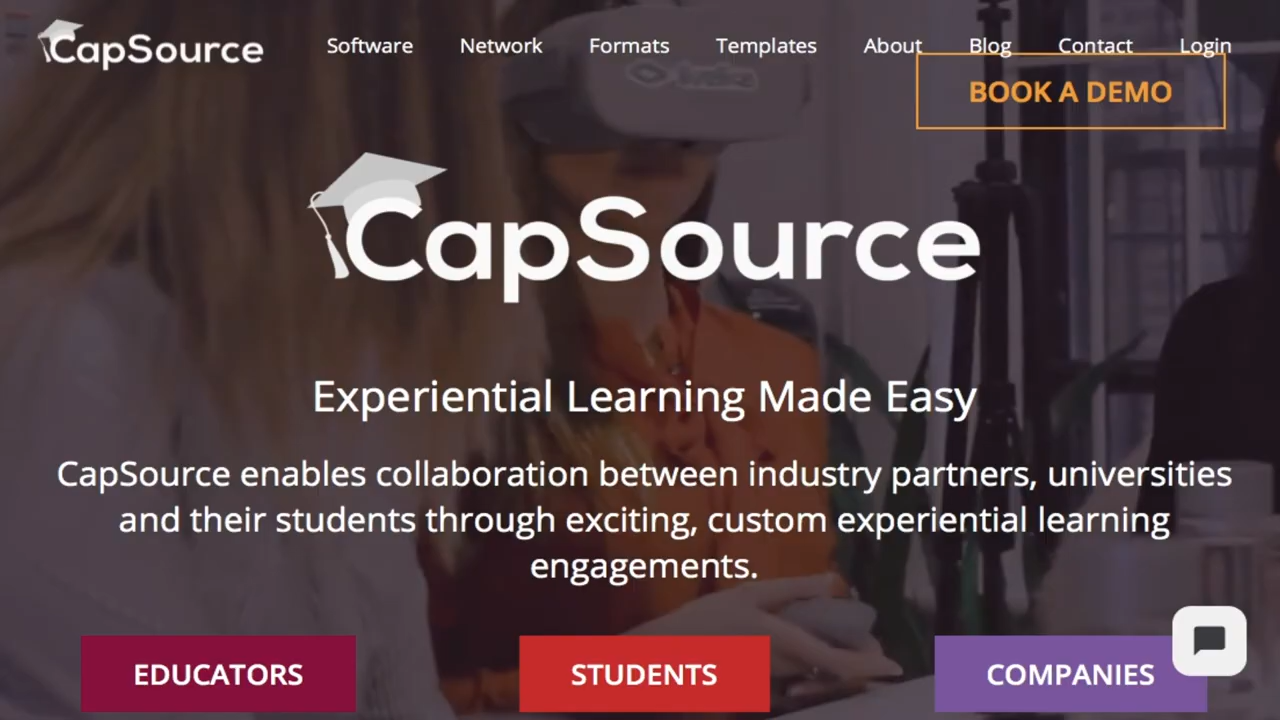 CapSource
Software Network Formats Templates About Blog Contact Login
BOOK A DEMO
CapSource
Experiential Learning Made Easy
CapSource enables collaboration between industry partners, universities
and their students through exciting, custom experiential learning
engagements.
EDUCATORS STUDENTS COMPANIES